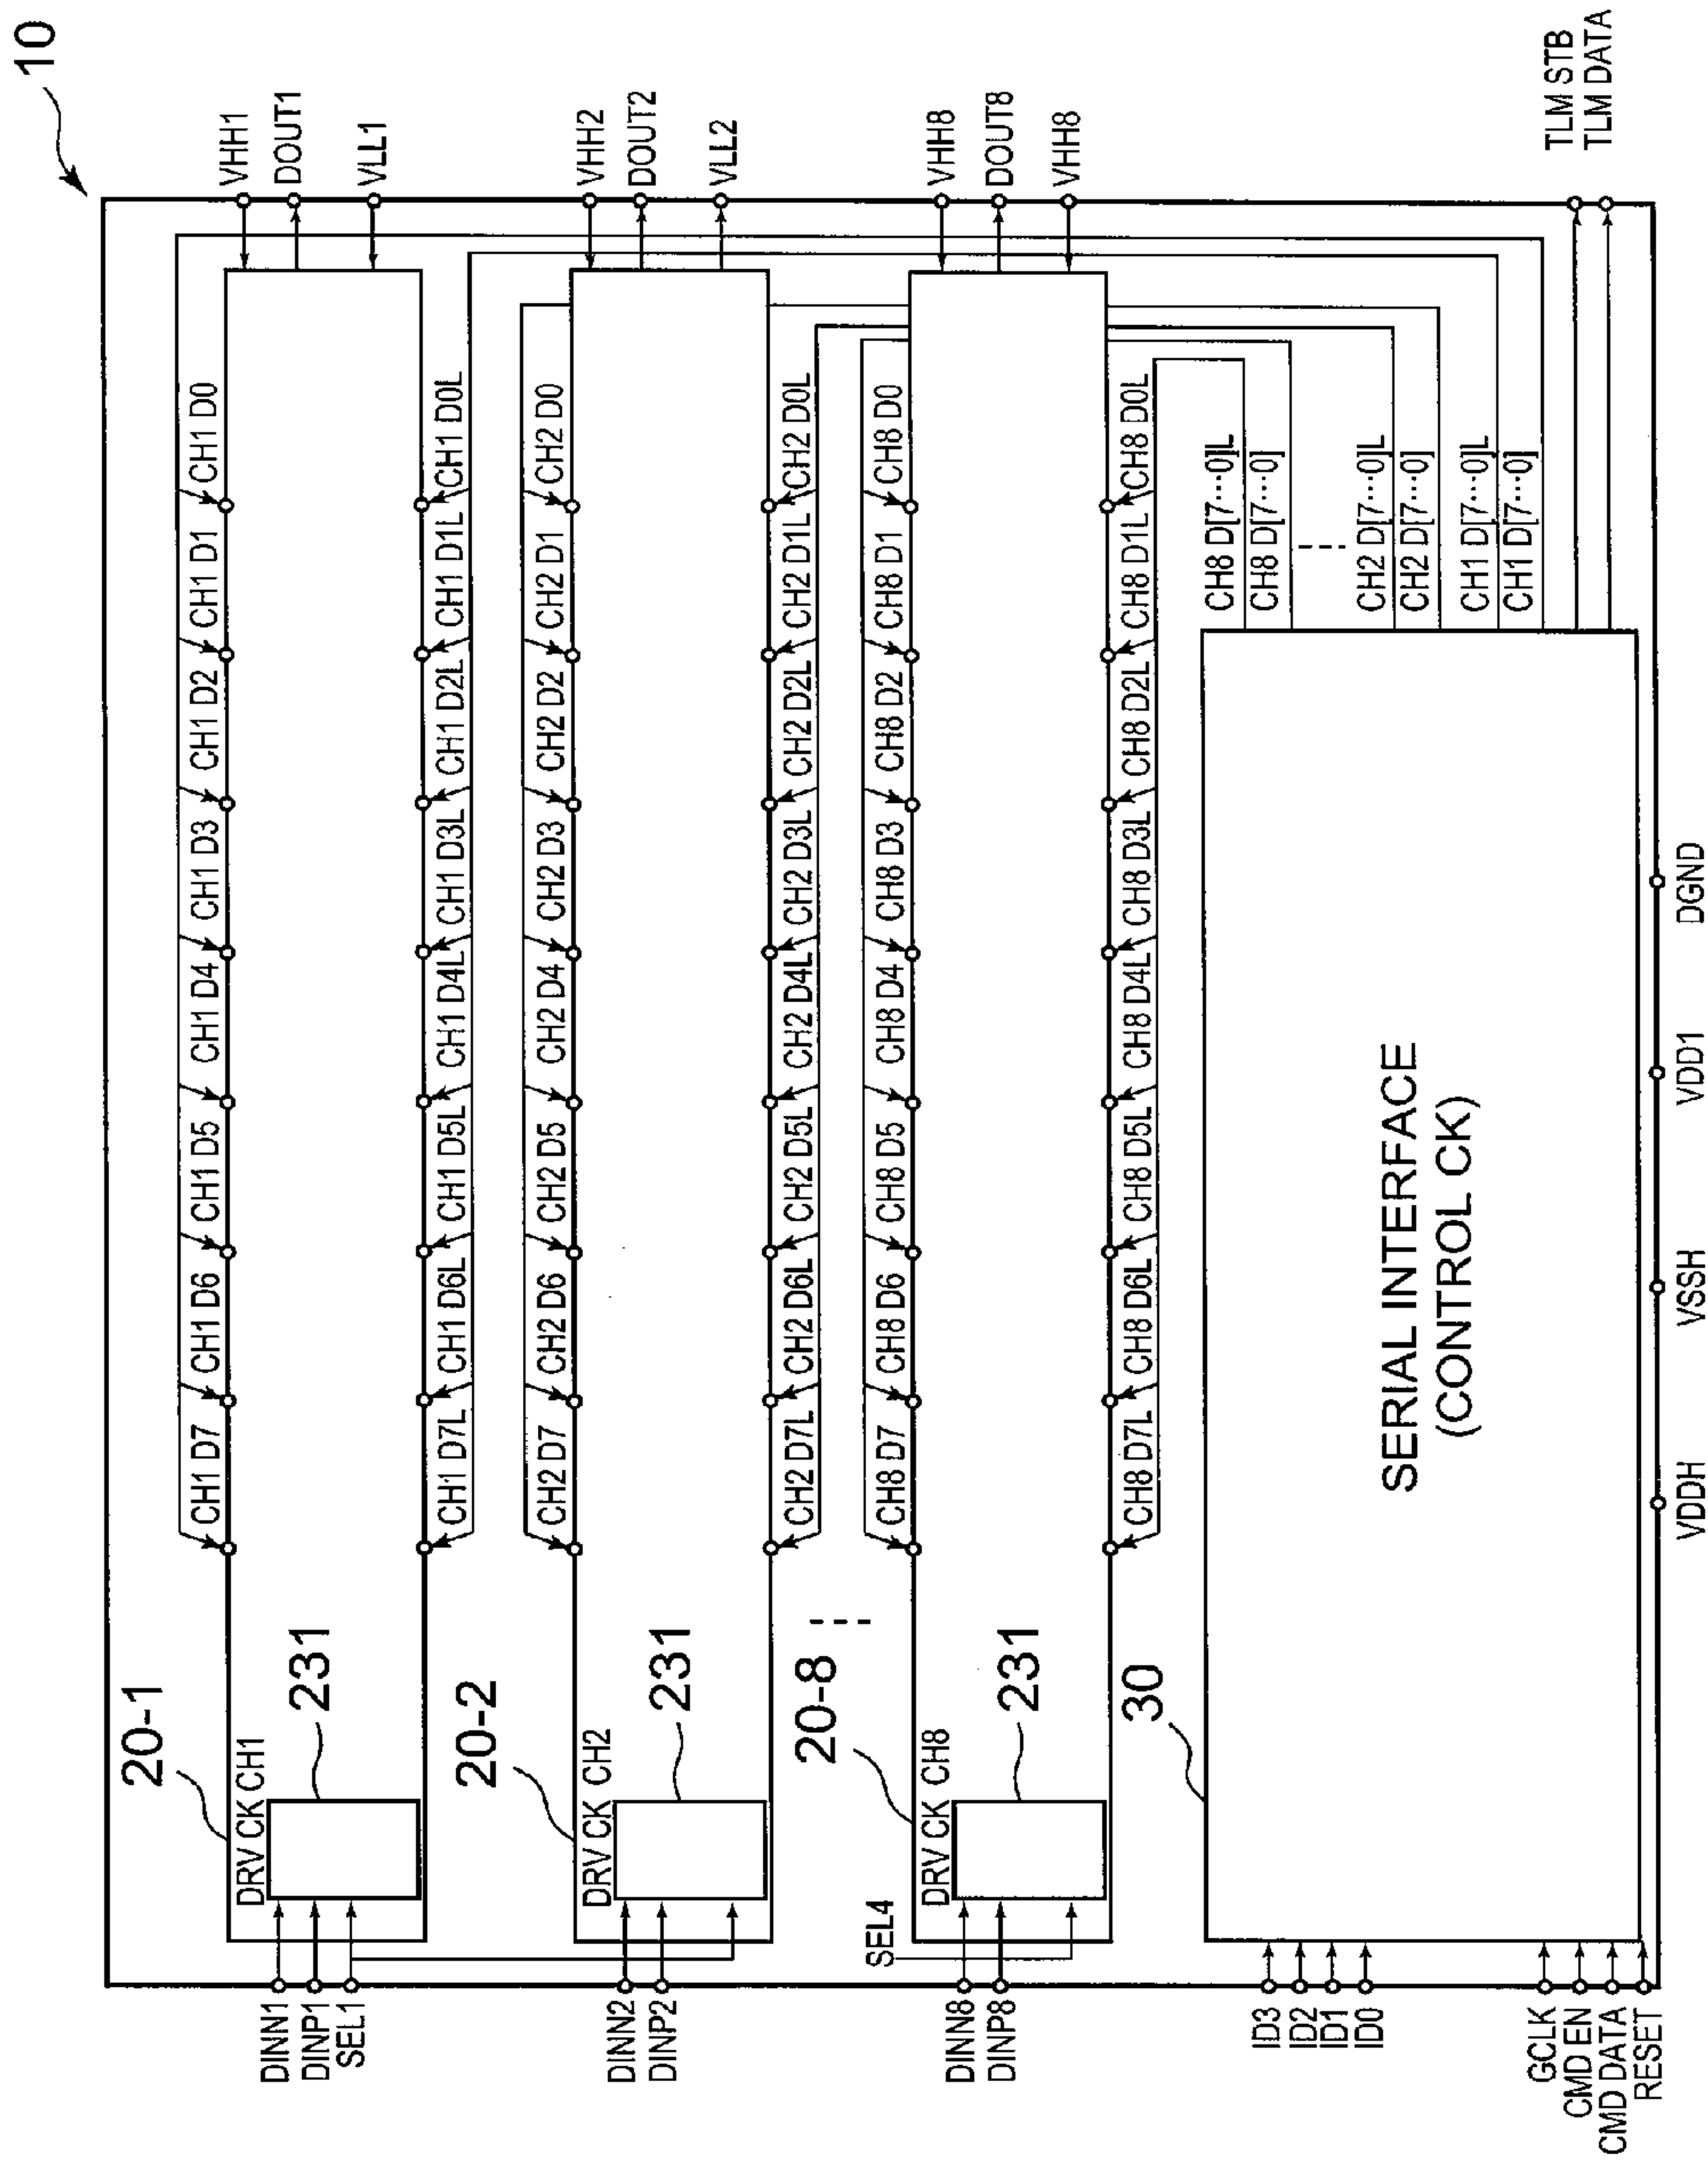 10
VHH1
DOUT1
VLL1
VHH2
DOUT2
VLL2
VHH8
DOUT8
VHH8
TLM STB
TLM DATA
CH1 D7 CH1 D6 CH1 D5 CH1 D4 CH1 D3 CH1 D2 CH1 D1 CH1 D0
20-1
DRV CK CH1
231
CH1 D7L CH1 D6L CH1 D5L CH1 D4L CH1 D3L CH1 D2L CH1 D1L CH1 D0L
CH2 D7 CH2 D6 CH2 D5 CH2 D4 CH2 D3 CH2 D2 CH2 D1 CH2 D0
20-2
DRV CK CH2
231
CH2 D7L CH2 D6L CH2 D5L CH2 D4L CH2 D3L CH2 D2L CH2 D1L CH2 D0L
CH8 D7 CH8 D6 CH8 D5 CH8 D4 CH8 D3 CH8 D2 CH8 D1 CH8 D0
20-8
DRV CK CH8
231
SEL4
CH8 D7L CH8 D6L CH8 D5L CH8 D4L CH8 D3L CH8 D2L CH8 D1L CH8 D0L
30
CH8 D[7···0]L
CH8 D[7···0]
CH2 D[7···0]L
CH2 D[7···0]
CH1 D[7···0]L
CH1 D[7···0]
SERIAL INTERFACE
(CONTROL CK)
DINN1
DINP1
SEL1
DINN2
DINP2
DINN8
DINP8
ID3
ID2
ID1
ID0
GCLK
CMD EN
CMD DATA
RESET
VDDH VSSH VDD1 DGND